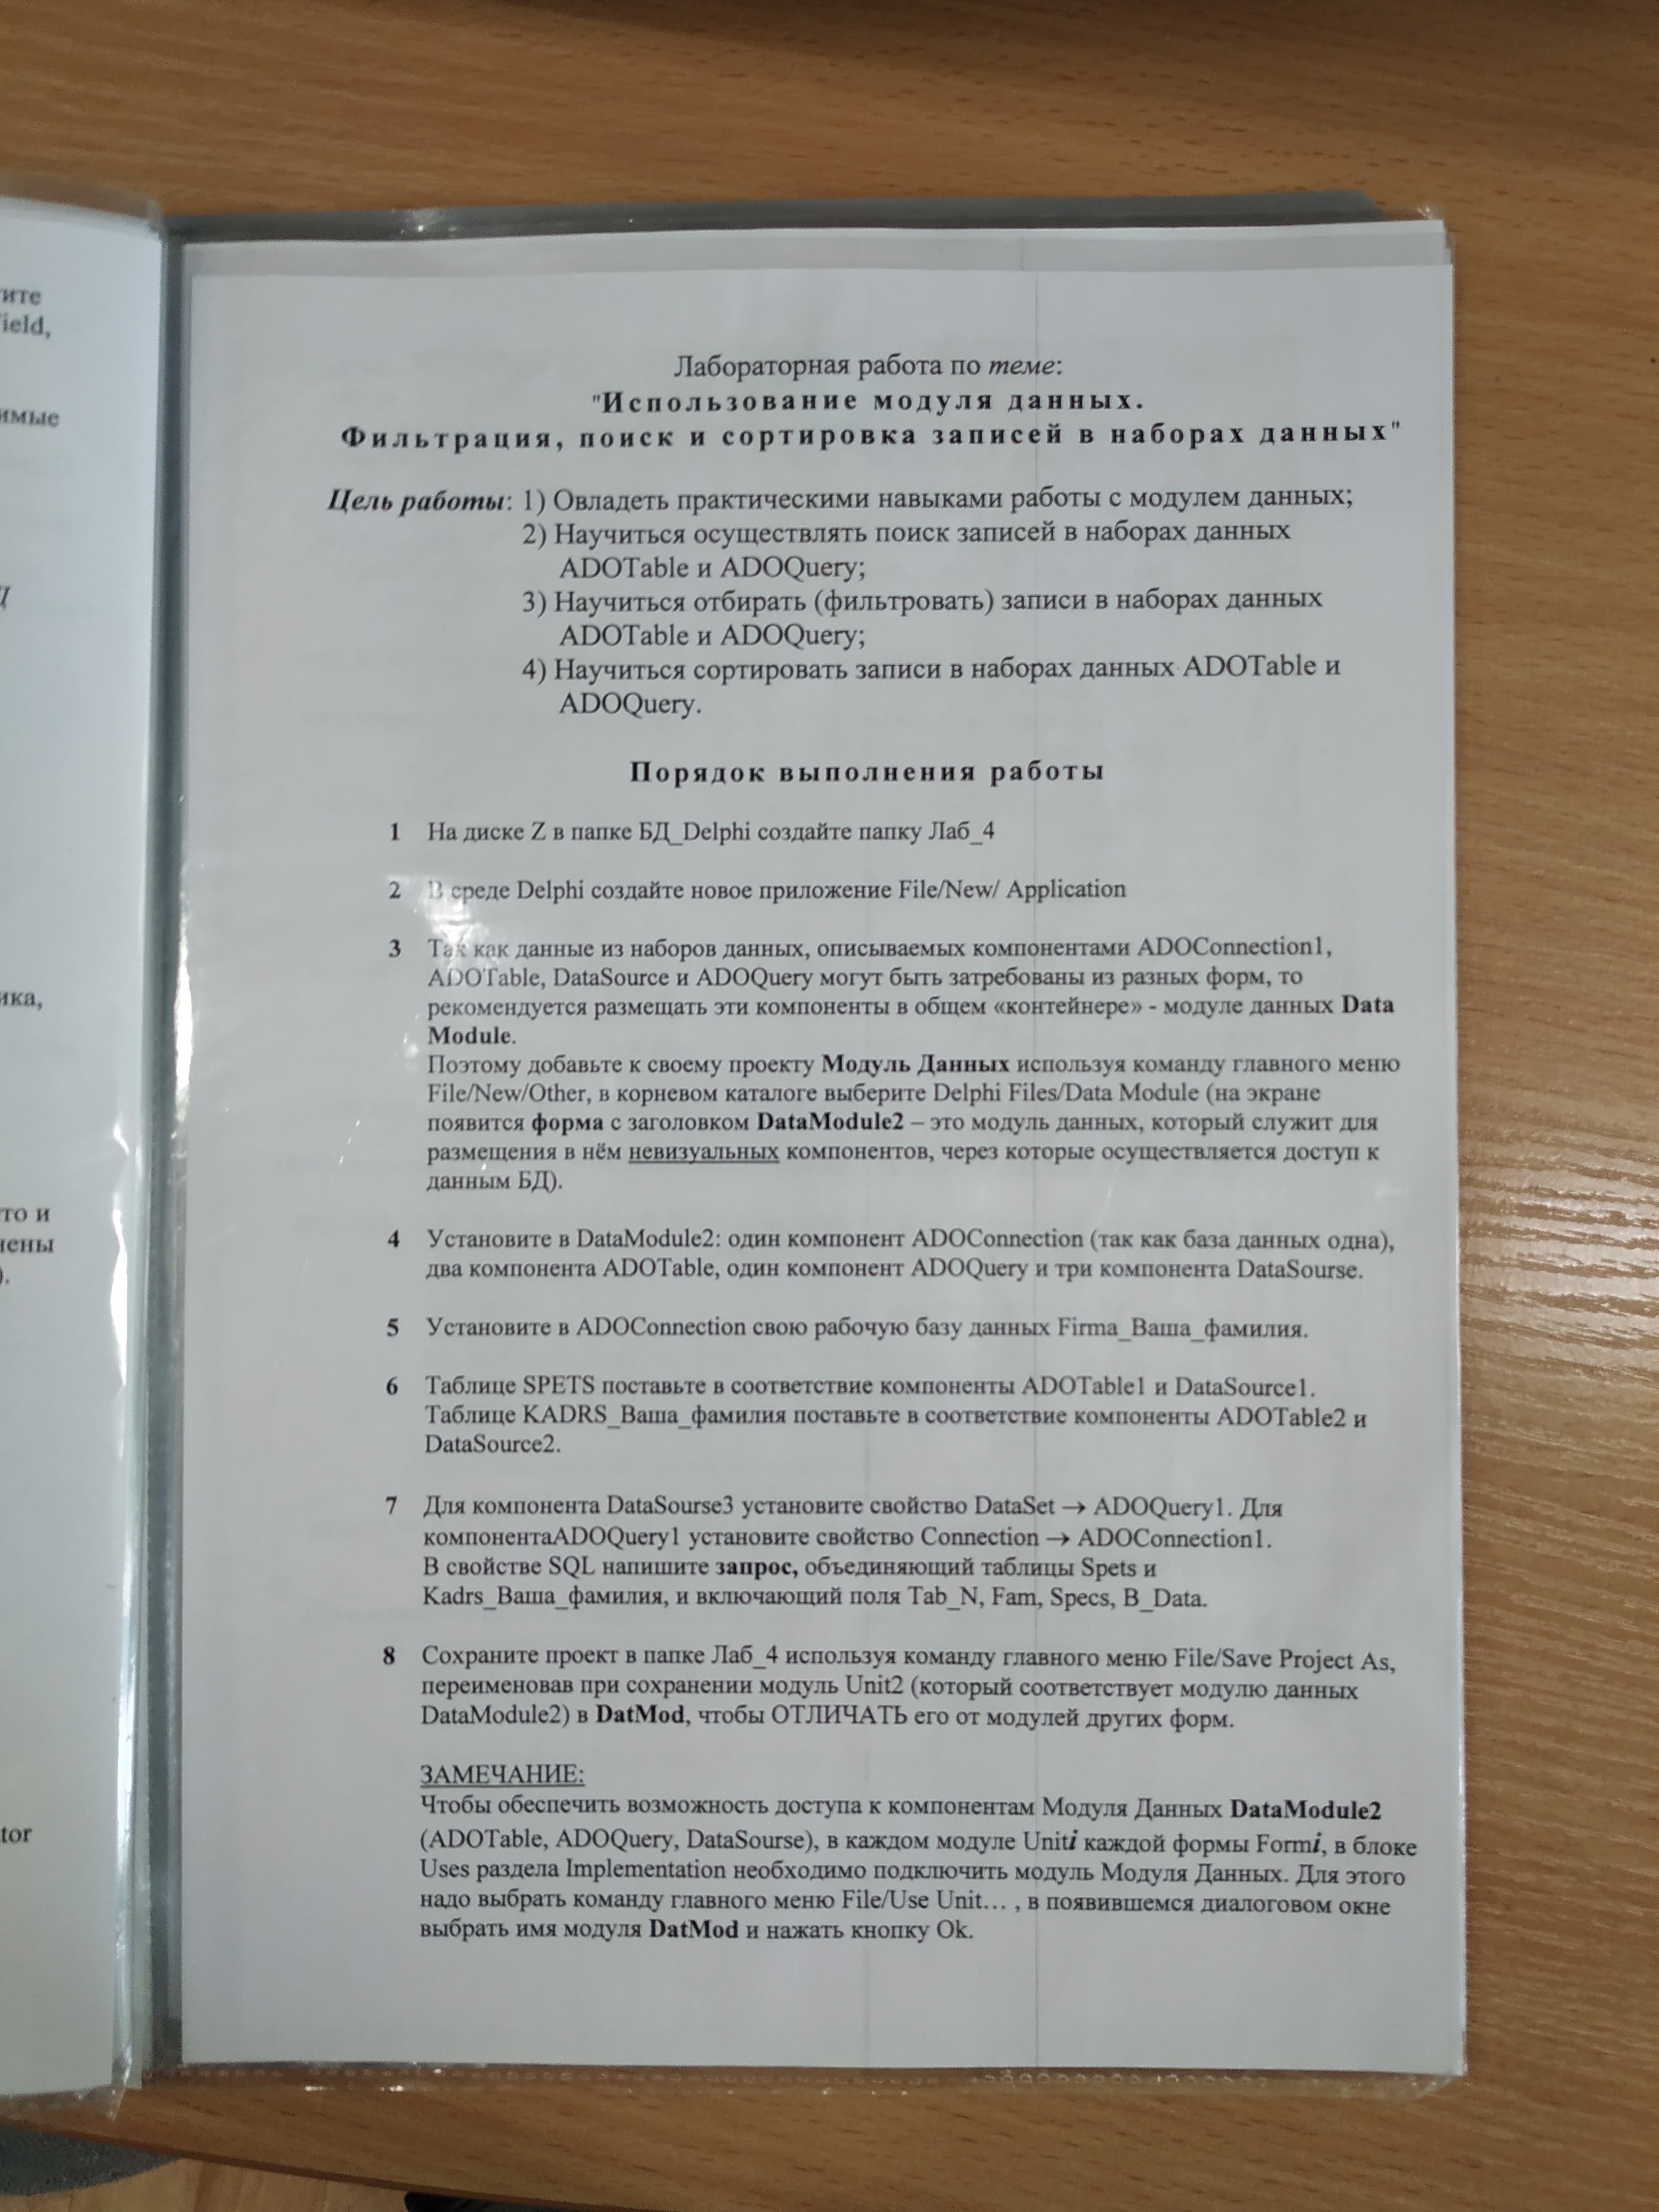 ите
ield,
имые
ика,
то и
нены
).
tor
Лабораторная работа по теме:
"Использование модуля данных.
Фильтрация, поиск и сортировка записей в наборах данных"
Цель работы: 1) Овладеть практическими навыками работы с модулем данных;
2) Научиться осуществлять поиск записей в наборах данных
ADOTable и ADOQuery;
3) Научиться отбирать (фильтровать) записи в наборах данных
ADOTable и ADOQuery;
4) Научиться сортировать записи в наборах данных ADOTable и
ADOQuery.
Порядок выполнения работы
1 На диске Z в папке БД_Delphi создайте папку Лаб_4
2 В среде Delphi создайте новое приложение File/New/ Application
3 Так как данные из наборов данных, описываемых компонентами ADOConnection1,
ADOTable, DataSource и ADOQuery могут быть затребованы из разных форм, то
рекомендуется размещать эти компоненты в общем «контейнере» - модуле данных Data
Module.
Поэтому добавьте к своему проекту Модуль Данных используя команду главного меню
File/New/Other, в корневом каталоге выберите Delphi Files/Data Module (на экране
появится форма с заголовком DataModule2 – это модуль данных, который служит для
размещения в нём невизуальных компонентов, через которые осуществляется доступ к
данным БД).
4 Установите в DataModule2: один компонент ADOConnection (так как база данных одна),
два компонента ADOTable, один компонент ADOQuery и три компонента DataSourse.
5 Установите в ADOConnection свою рабочую базу данных Firma_Ваша_фамилия.
6 Таблице SPETS поставьте в соответствие компоненты ADOTable1 и DataSource1.
Таблице KADRS_Ваша_фамилия поставьте в соответствие компоненты ADOTable2 и
DataSource2.
7 Для компонента DataSourse3 установите свойство DataSet → ADOQuery1. Для
компонентаADOQuery1 установите свойство Connection → ADOConnection1.
В свойстве SQL напишите запрос, объединяющий таблицы Spets и
Kadrs_Ваша_фамилия, и включающий поля Tab_N, Fam, Specs, B_Data.
8 Сохраните проект в папке Лаб_4 используя команду главного меню File/Save Project As,
переименовав при сохранении модуль Unit2 (который соответствует модулю данных
DataModule2) в DatMod, чтобы ОТЛИЧАТЬ его от модулей других форм.
ЗАМЕЧАНИЕ:
Чтобы обеспечить возможность доступа к компонентам Модуля Данных DataModule2
(ADOTable, ADOQuery, DataSourse), в каждом модуле Uniti каждой формы Formi, в блоке
Uses раздела Implementation необходимо подключить модуль Модуля Данных. Для этого
надо выбрать команду главного меню File/Use Unit… , в появившемся диалоговом окне
выбрать имя модуля DatMod и нажать кнопку Ok.